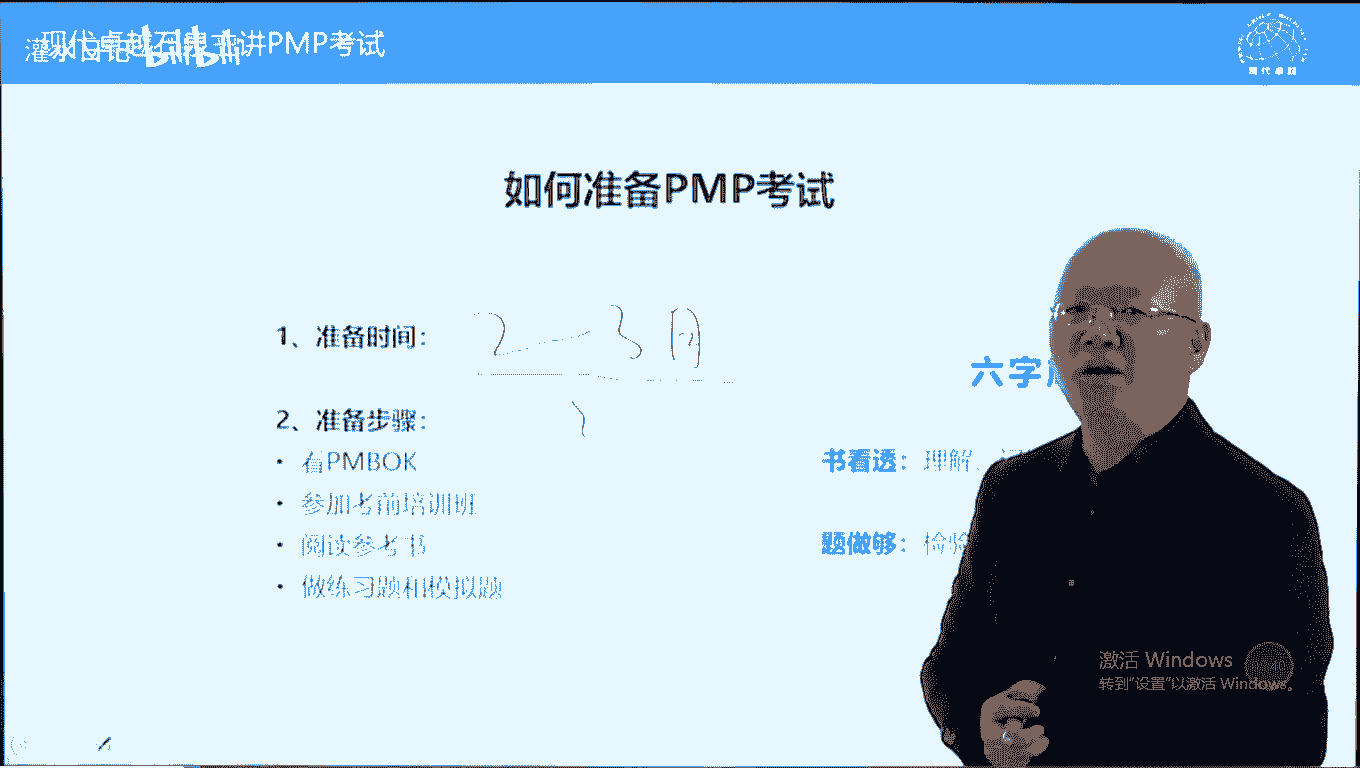 讲PMP考试
bilibili
现代卓越
如何准备PMP考试
1、准备时间：
2—3
2、准备步骤：
• 看PMBOK
• 参加考前培训班
• 阅读参考书
• 做练习题和模拟题
六字
书看透：理解、
题做够：检验
激活 Windows
转到"设置"以激活 Windows。